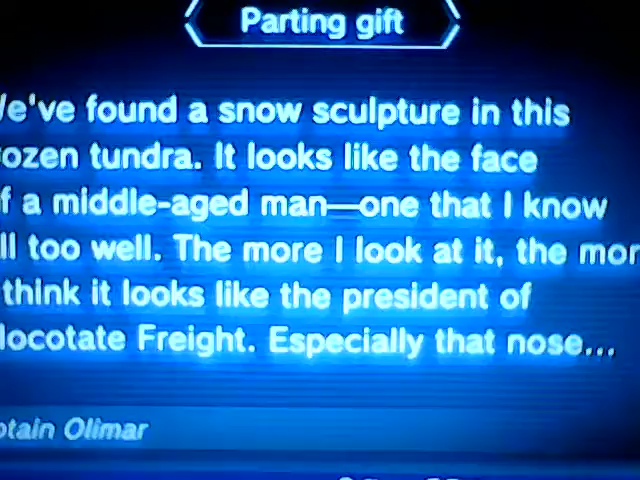 Parting gift
e've found a snow sculpture in this
ozen tundra. It looks like the face
f a middle-aged man—one that I know
ll too well. The more I look at it, the mor
think it looks like the president of
locotate Freight. Especially that nose...
tain Olimar